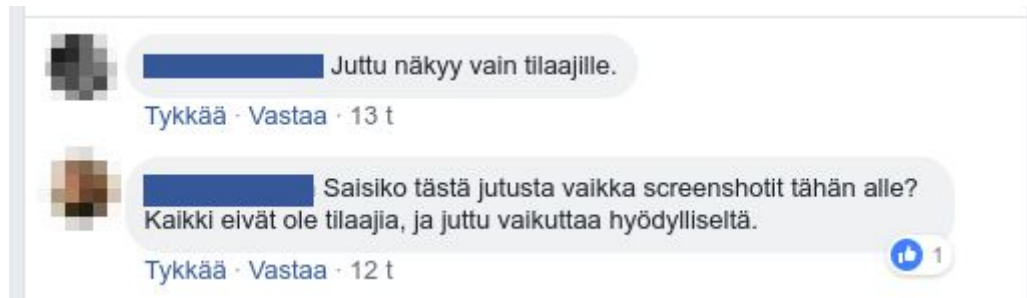 Juttu näkyy vain tilaajille.
Tykkää · Vastaa · 13 t
Saisiko tästä jutusta vaikka screenshotit tähän alle?
Kaikki eivät ole tilaajia, ja juttu vaikuttaa hyödylliseltä.
1
Tykkää · Vastaa · 12 t